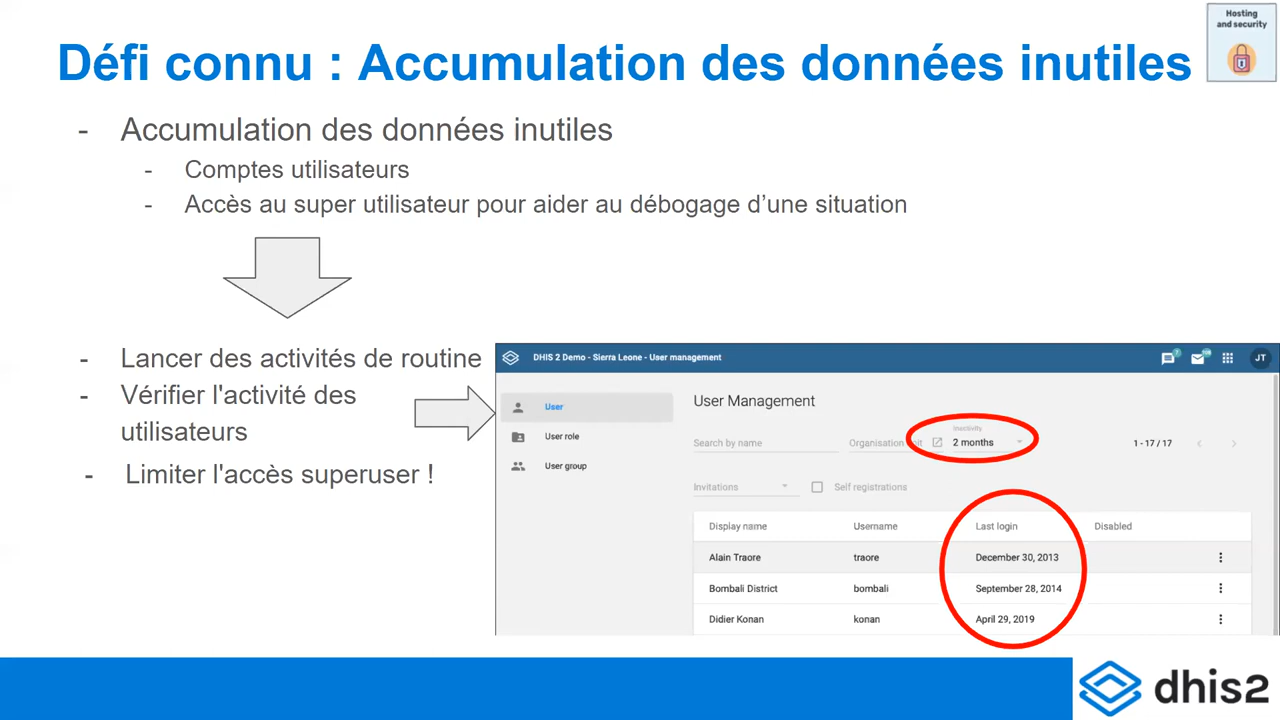 Hosting
and security
Défi connu : Accumulation des données inutiles
- Accumulation des données inutiles
- Comptes utilisateurs
- Accès au super utilisateur pour aider au débogage d’une situation
- Lancer des activités de routine
- Vérifier l'activité des
utilisateurs
- Limiter l'accès superuser !
DHIS 2 Demo - Sierra Leone - User management
JT
User
User role
User group
User Management
Search by name
Organisation unit
Inactivity
2 months
1 - 17 / 17
Invitations
Self registrations
Display name Username Last login Disabled
Alain Traore traore December 30, 2013
Bombali District bombali September 28, 2014
Didier Konan konan April 29, 2019
dhis2